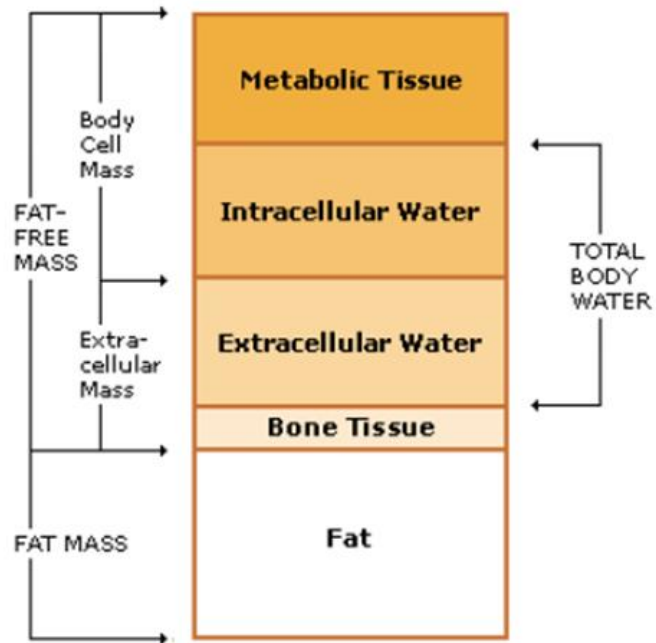 Metabolic Tissue
Body
Cell
Mass
Intracellular Water
FAT-
FREE
MASS
TOTAL
BODY
WATER
Extra-
cellular
Mass
Extracellular Water
Bone Tissue
FAT MASS
Fat